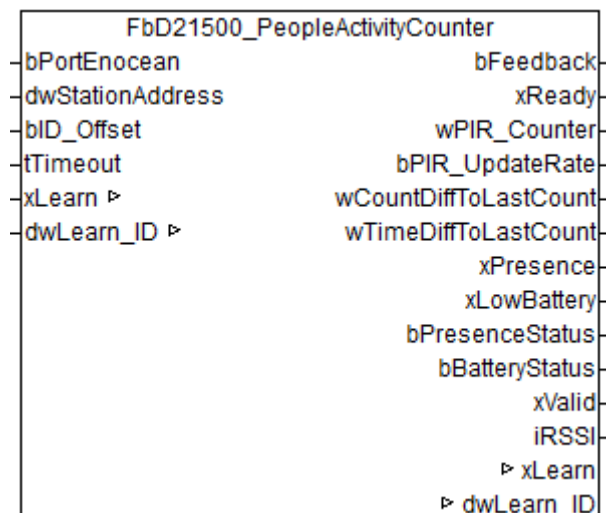 FbD21500_PeopleActivityCounter
bPortEnocean bFeedback
dwStationAddress xReady
bID_Offset wPIR_Counter
tTimeout bPIR_UpdateRate
xLearn ▹ wCountDiffToLastCount
dwLearn_ID ▹ wTimeDiffToLastCount
xPresence
xLowBattery
bPresenceStatus
bBatteryStatus
xValid
iRSSI
▹ xLearn
▹ dwLearn_ID